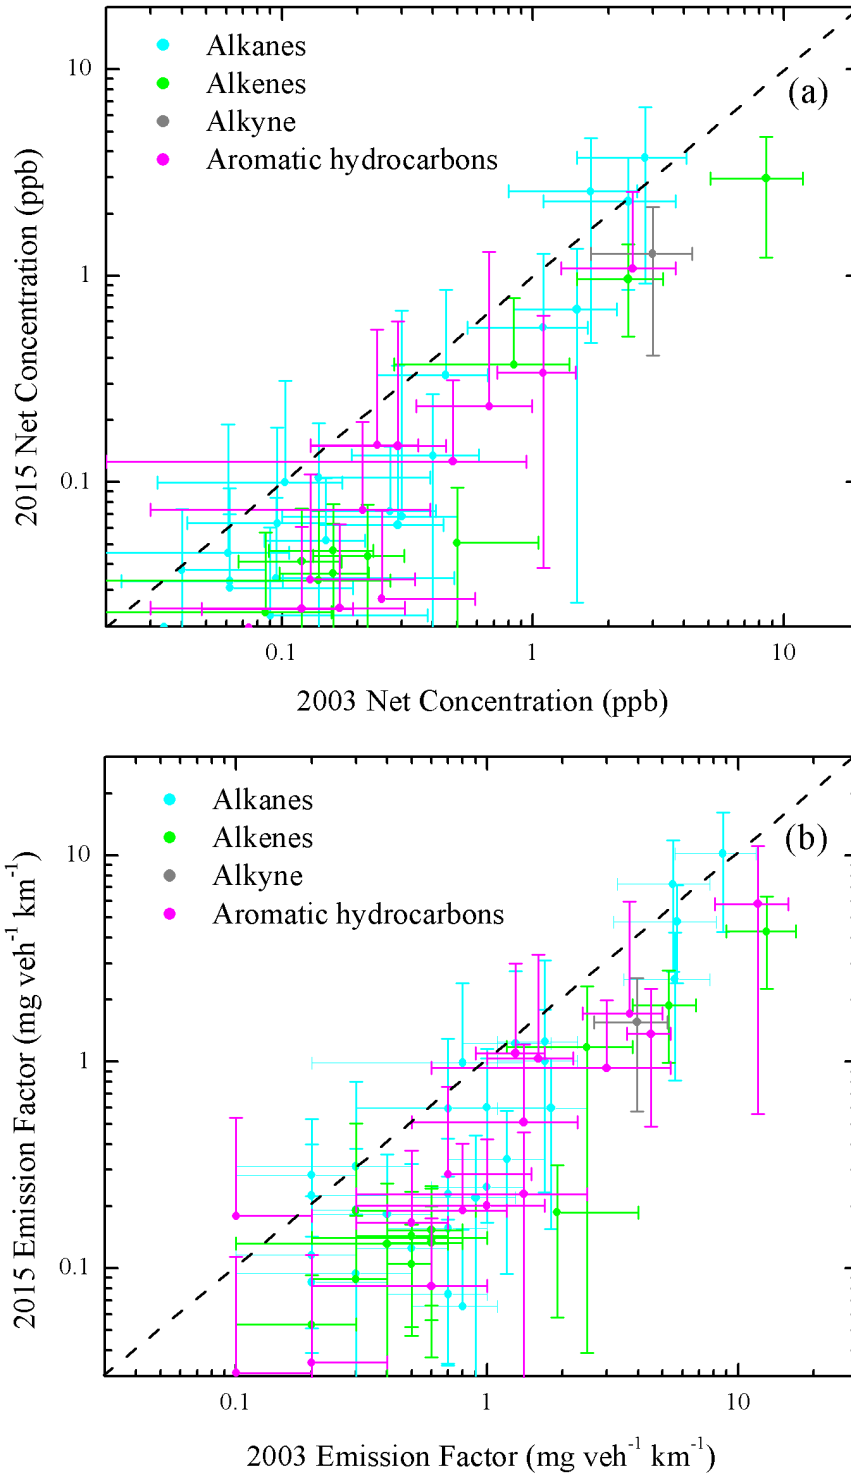 Alkanes
Alkenes
Alkyne
Aromatic hydrocarbons
(a)
10
1
0.1
2015 Net Concentration (ppb)
0.1 1 10
2003 Net Concentration (ppb)
Alkanes
Alkenes
Alkyne
Aromatic hydrocarbons
(b)
10
1
0.1
2015 Emission Factor (mg veh⁻¹ km⁻¹)
0.1 1 10
2003 Emission Factor (mg veh⁻¹ km⁻¹)